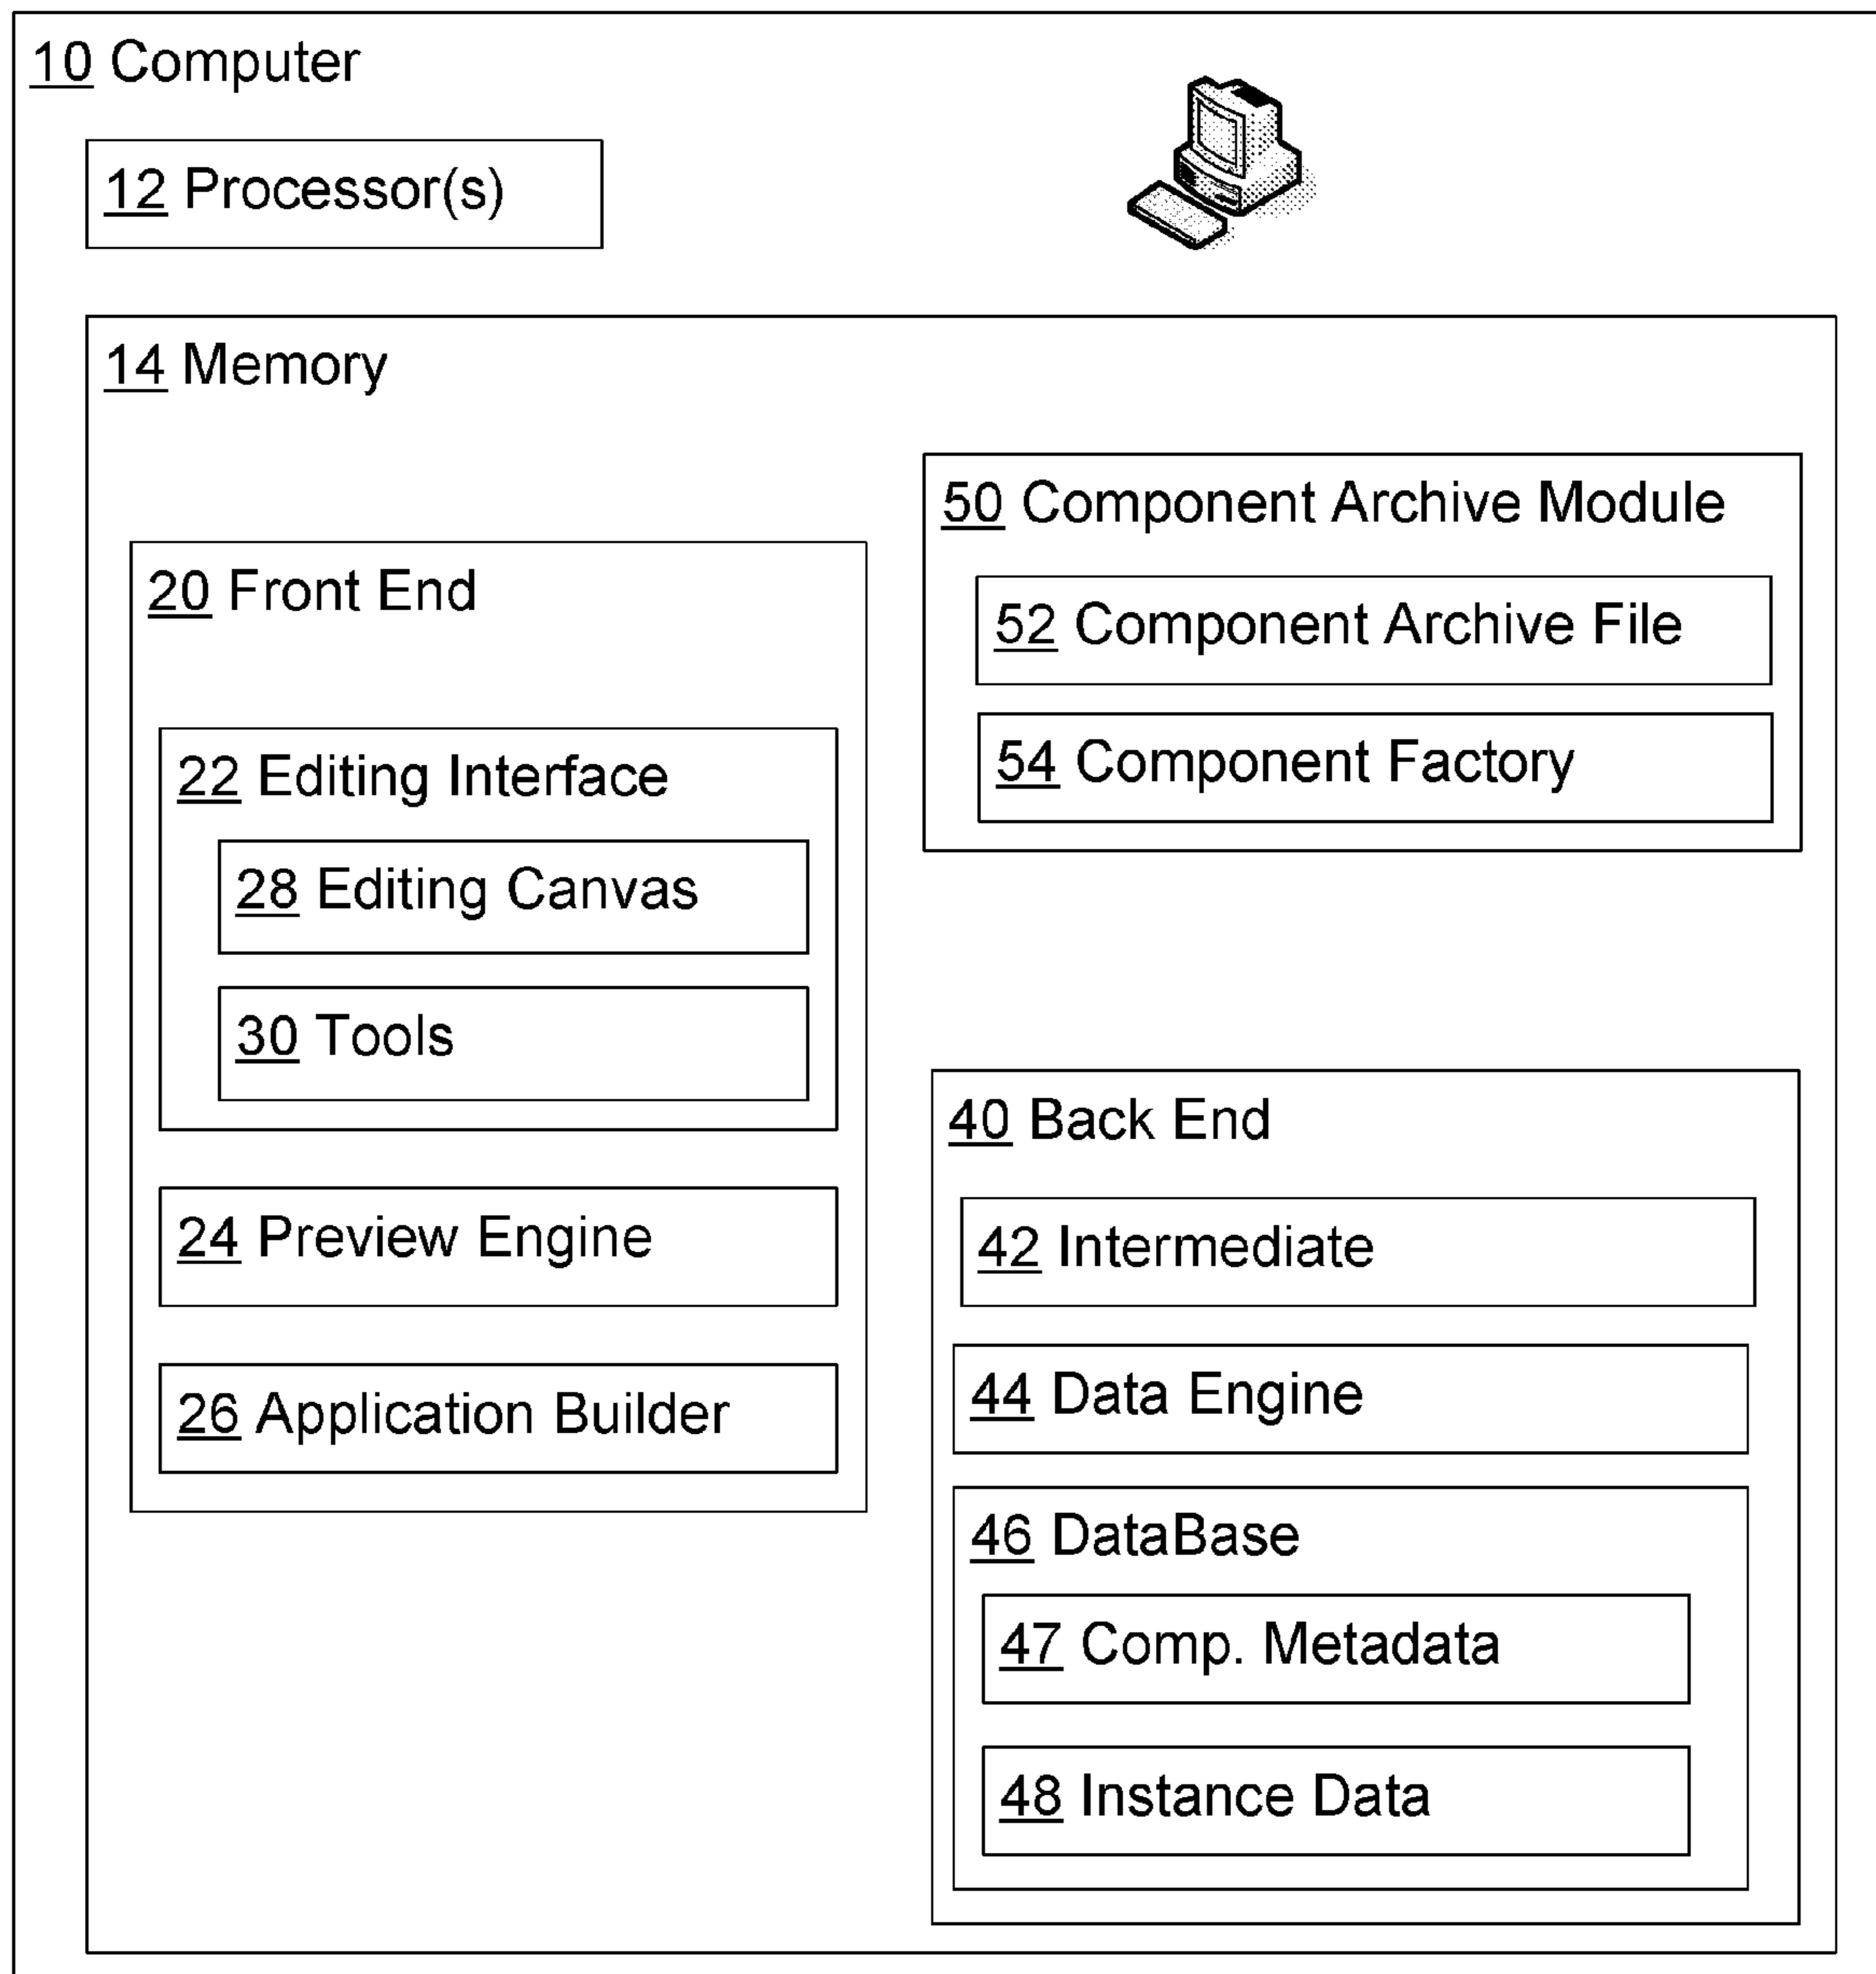 10 Computer
12 Processor(s)
14 Memory
20 Front End
22 Editing Interface
28 Editing Canvas
30 Tools
24 Preview Engine
26 Application Builder
50 Component Archive Module
52 Component Archive File
54 Component Factory
40 Back End
42 Intermediate
44 Data Engine
46 DataBase
47 Comp. Metadata
48 Instance Data